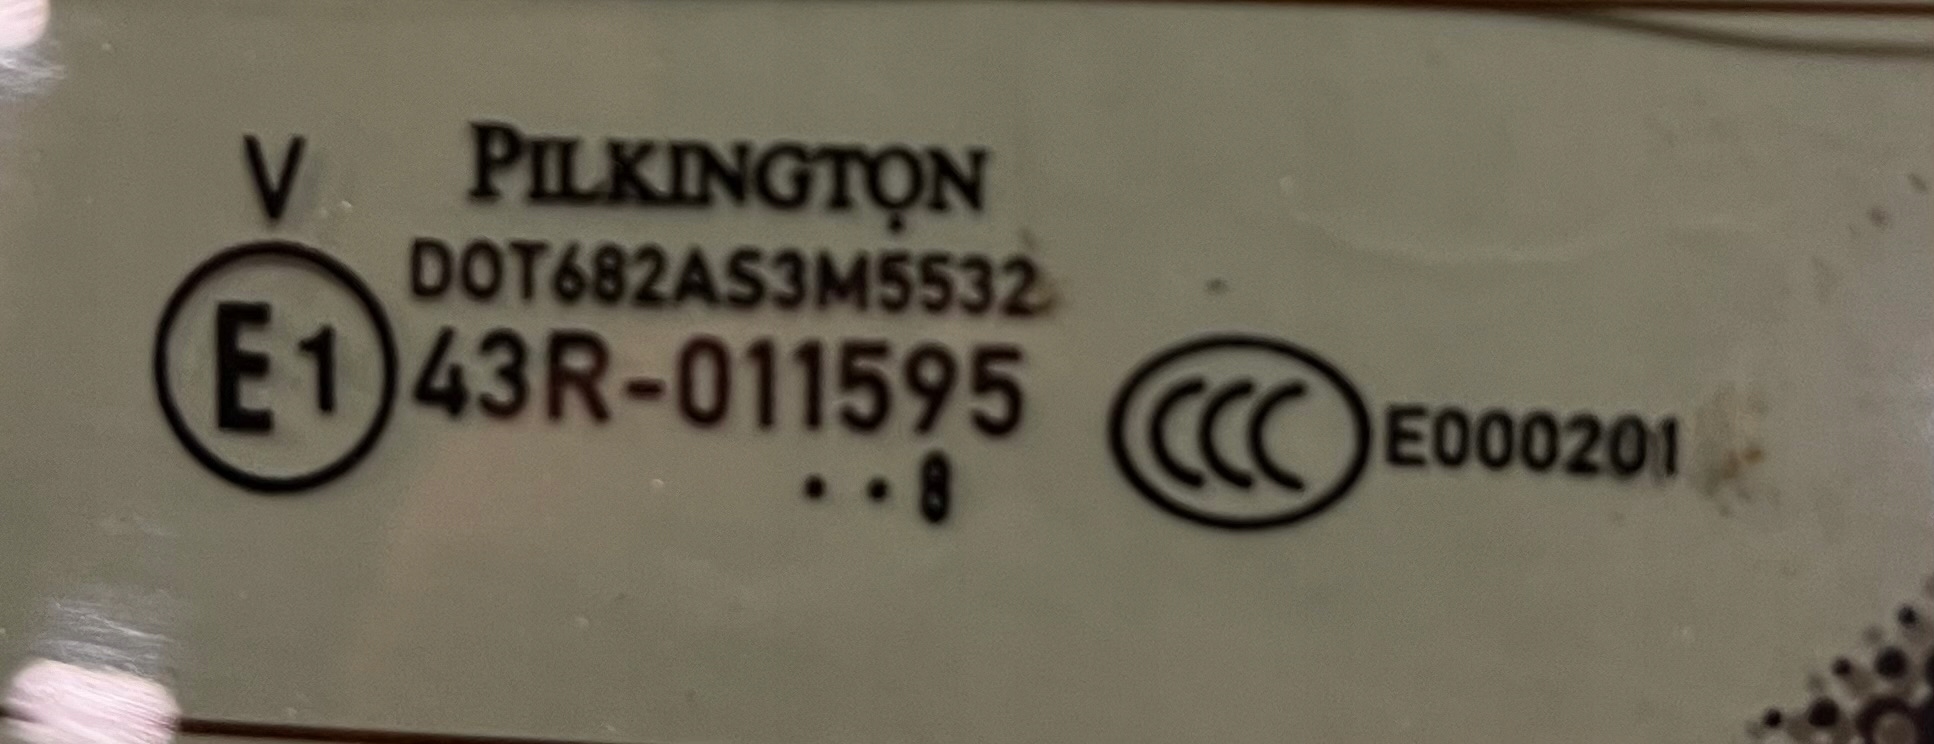 V PILKINGTON
DOT682AS3M5532
E1 43R-011595
..8
CCC E000201